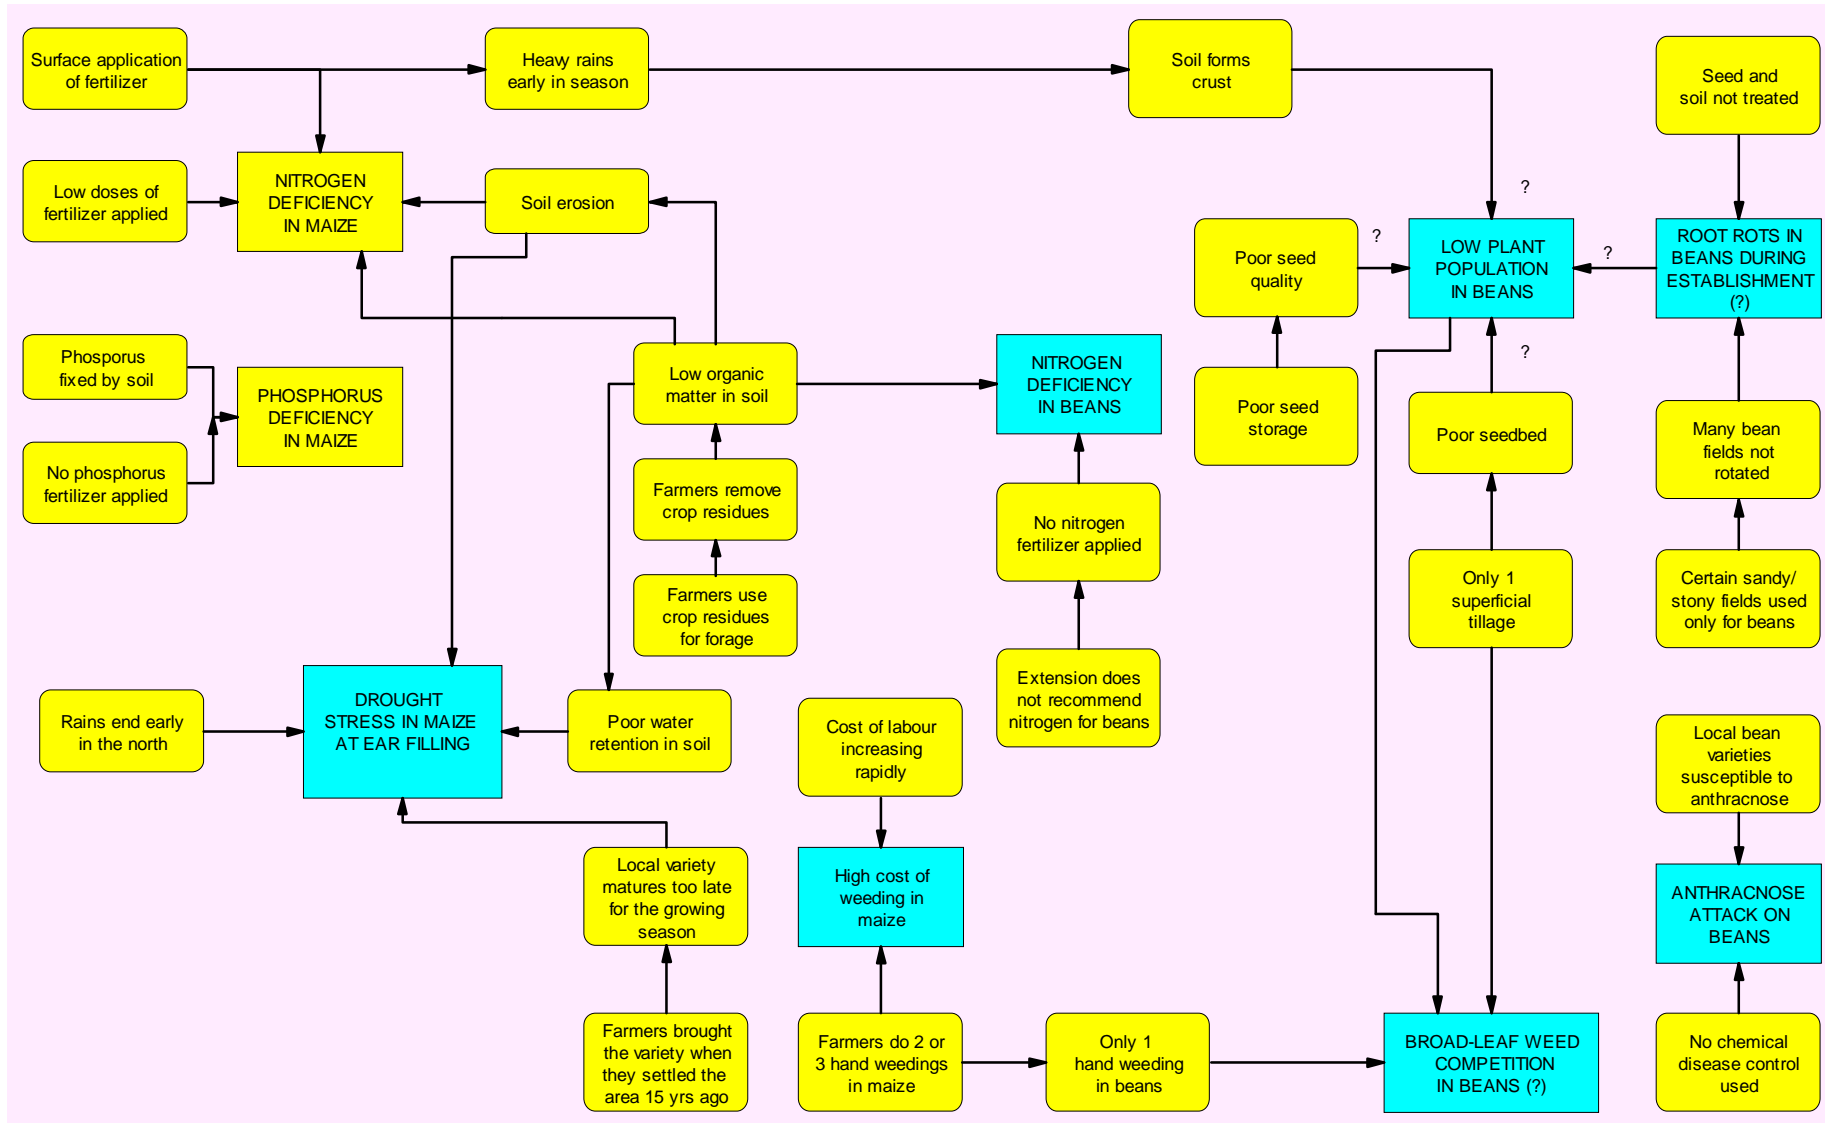 Surface application
of fertilizer
Heavy rains
early in season
Soil forms
crust
Seed and
soil not treated
Low doses of
fertilizer applied
NITROGEN
DEFICIENCY
IN MAIZE
Soil erosion
?
Poor seed
quality
?
LOW PLANT
POPULATION
IN BEANS
?
ROOT ROTS IN
BEANS DURING
ESTABLISHMENT
(?)
Phosporus
fixed by soil
PHOSPHORUS
DEFICIENCY
IN MAIZE
No phosphorus
fertilizer applied
Low organic
matter in soil
NITROGEN
DEFICIENCY
IN BEANS
?
Poor seed
storage
Poor seedbed
Many bean
fields not
rotated
Farmers remove
crop residues
No nitrogen
fertilizer applied
Farmers use
crop residues
for forage
Only 1
superficial
tillage
Certain sandy/
stony fields used
only for beans
Rains end early
in the north
DROUGHT
STRESS IN MAIZE
AT EAR FILLING
Poor water
retention in soil
Cost of labour
increasing
rapidly
Extension does
not recommend
nitrogen for beans
Local bean
varieties
susceptible to
anthracnose
Local variety
matures too late
for the growing
season
High cost of
weeding in
maize
ANTHRACNOSE
ATTACK ON
BEANS
Farmers brought
the variety when
they settled the
area 15 yrs ago
Farmers do 2 or
3 hand weedings
in maize
Only 1
hand weeding
in beans
BROAD-LEAF WEED
COMPETITION
IN BEANS (?)
No chemical
disease control
used